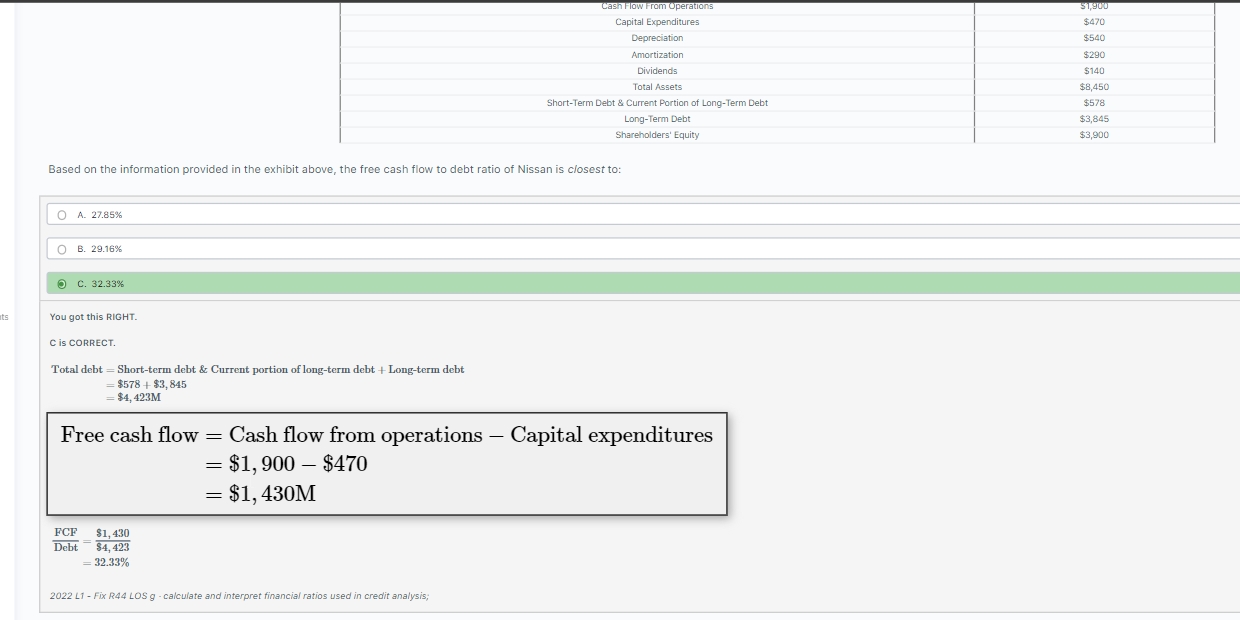 Cash Flow From Operations $1,900
Capital Expenditures $470
Depreciation $540
Amortization $290
Dividends $140
Total Assets $8,450
Short-Term Debt & Current Portion of Long-Term Debt $578
Long-Term Debt $3,845
Shareholders' Equity $3,900
Based on the information provided in the exhibit above, the free cash flow to debt ratio of Nissan is closest to:
A. 27.85%
B. 29.16%
C. 32.33%
You got this RIGHT.
nts
C is CORRECT.
Total debt = Short-term debt & Current portion of long-term debt + Long-term debt
= $578 + $3,845
= $4,423M
Free cash flow = Cash flow from operations − Capital expenditures
= $1,900 − $470
= $1,430M
FCF/Debt = $1,430/$4,423
= 32.33%
2022 L1 - Fix R44 LOS g · calculate and interpret financial ratios used in credit analysis;